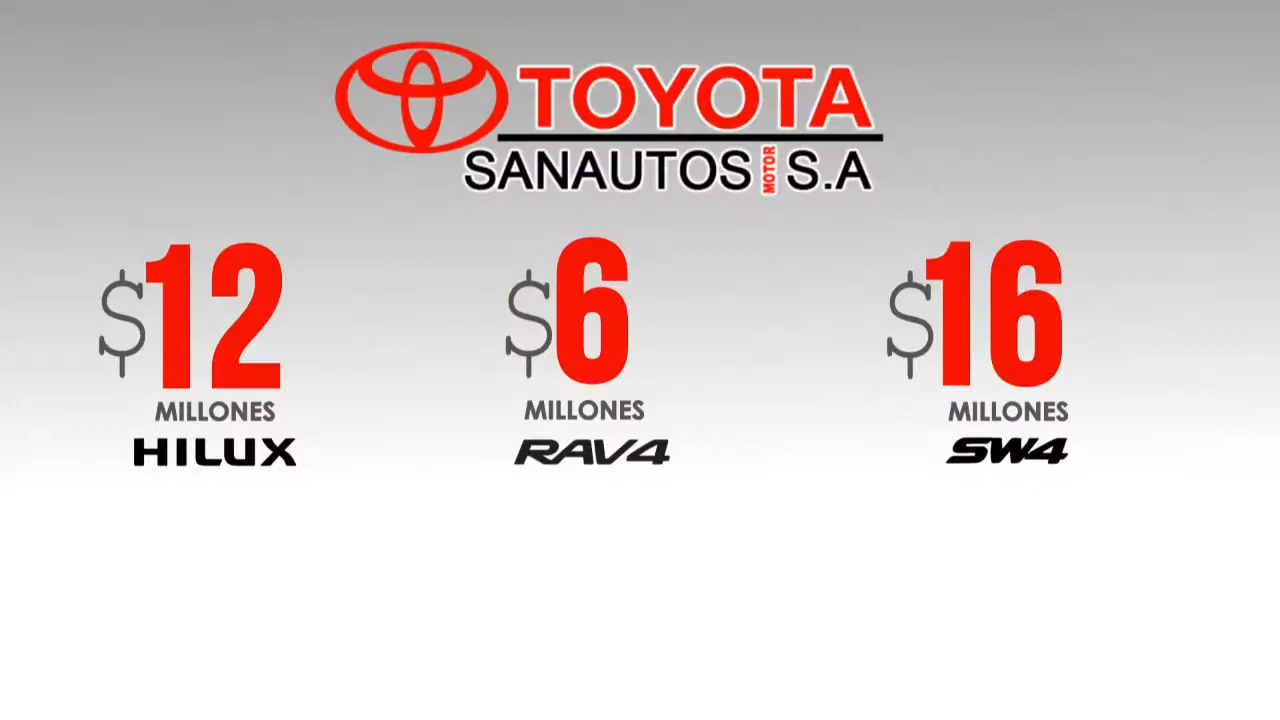 TOYOTA
SANAUTOS MOTOR S.A
$12 $6 $16
MILLONES MILLONES MILLONES
HILUX RAV4 SW4